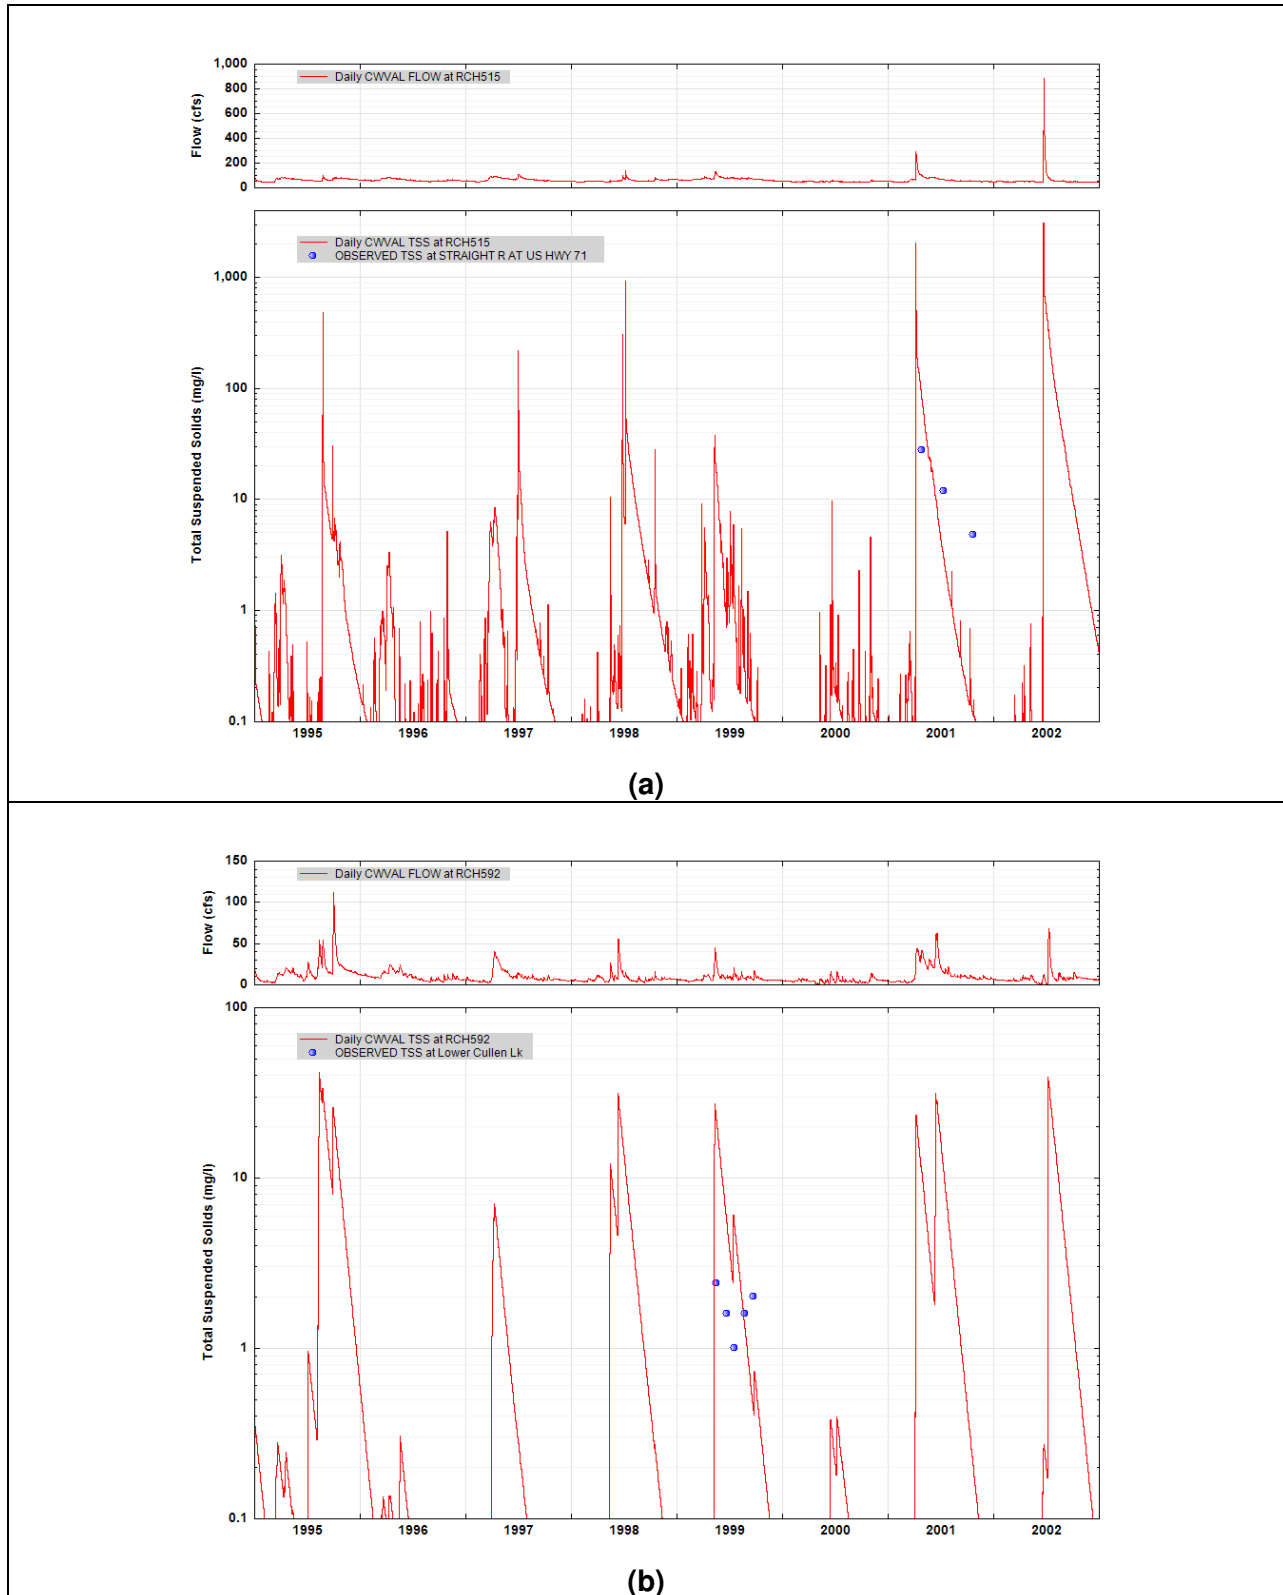 1,000
800
600
400
200
0
Flow (cfs)
Daily CWVAL FLOW at RCH515
1,000
100
10
1
0.1
Total Suspended Solids (mg/l)
Daily CWVAL TSS at RCH515
OBSERVED TSS at STRAIGHT R AT US HWY 71
1995 1996 1997 1998 1999 2000 2001 2002
(a)
150
100
50
0
Flow (cfs)
Daily CWVAL FLOW at RCH592
100
10
1
0.1
Total Suspended Solids (mg/l)
Daily CWVAL TSS at RCH592
OBSERVED TSS at Lower Cullen Lk
1995 1996 1997 1998 1999 2000 2001 2002
(b)